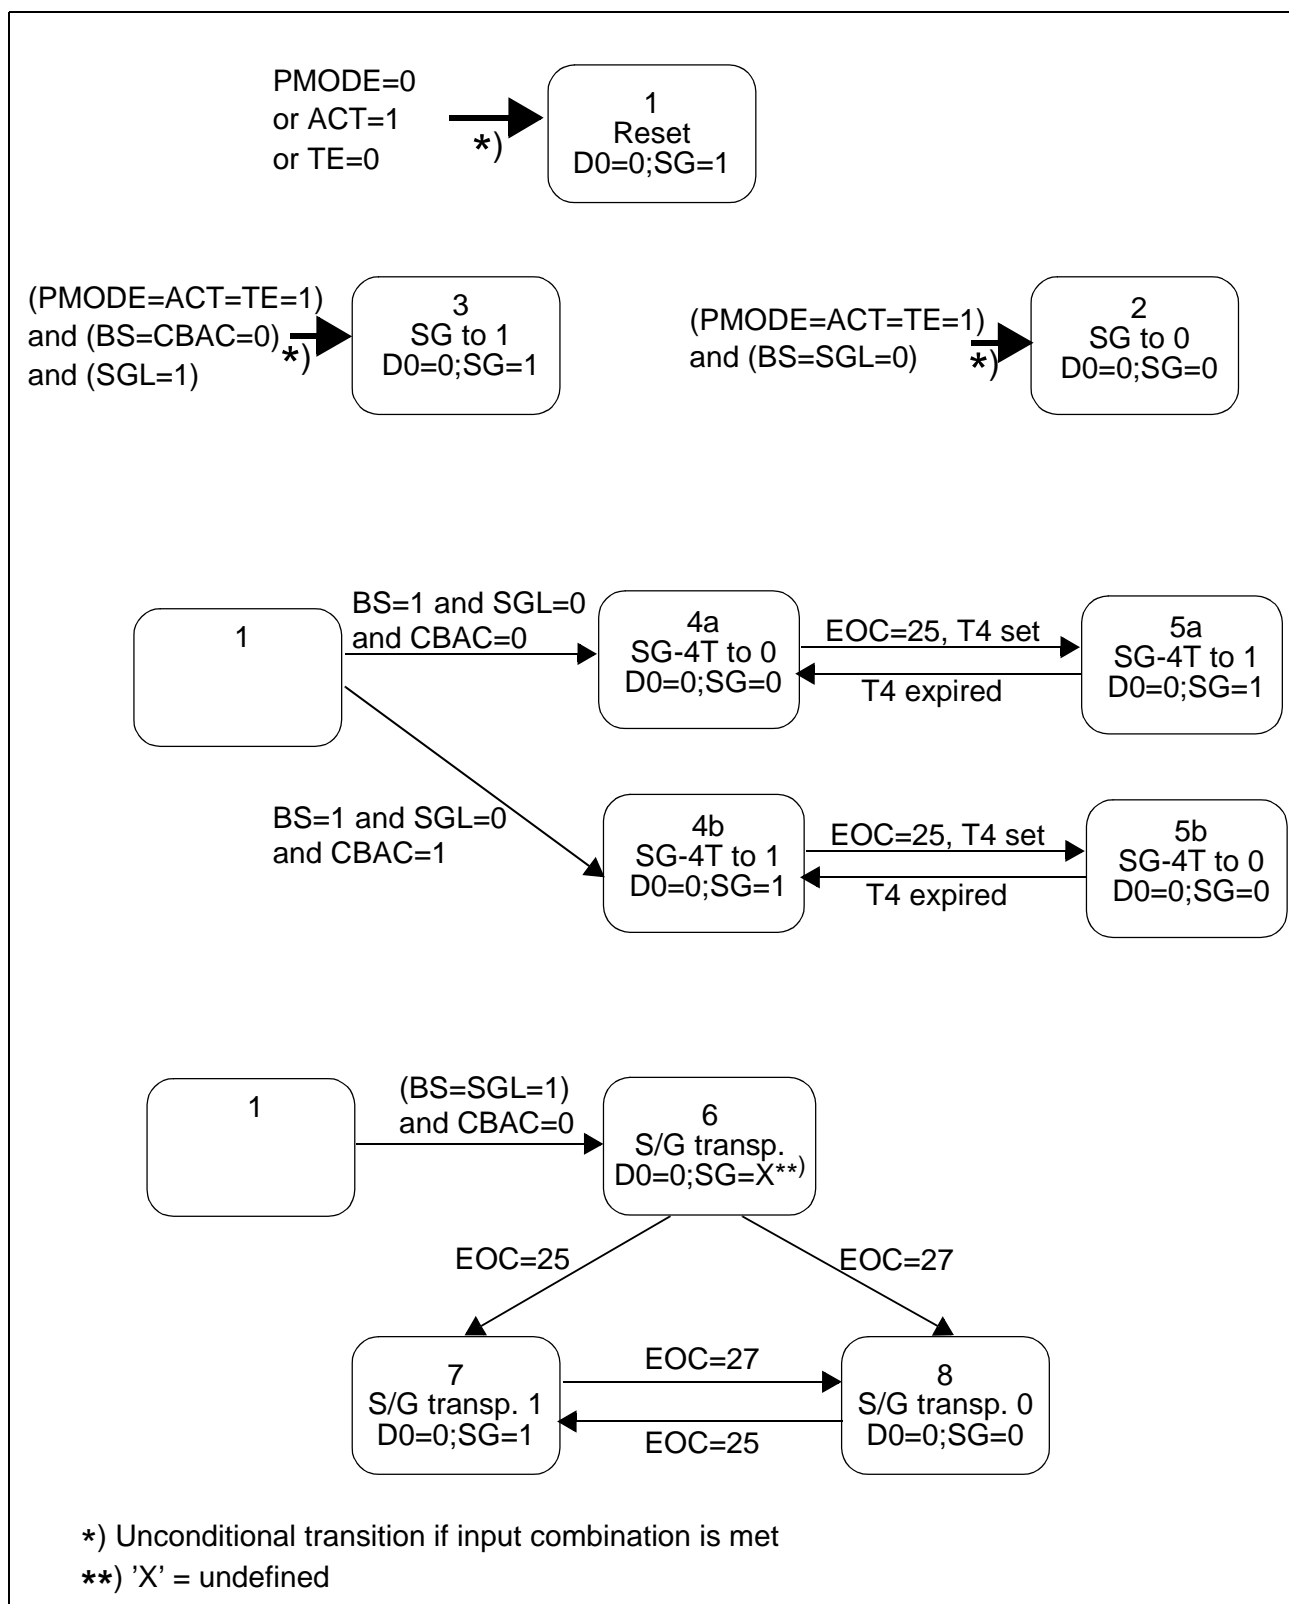 PMODE=0
or ACT=1
or TE=0
*)
1
Reset
D0=0;SG=1
(PMODE=ACT=TE=1)
and (BS=CBAC=0)
and (SGL=1)
*)
3
SG to 1
D0=0;SG=1
(PMODE=ACT=TE=1)
and (BS=SGL=0)
*)
2
SG to 0
D0=0;SG=0
1
BS=1 and SGL=0
and CBAC=0
4a
SG-4T to 0
D0=0;SG=0
EOC=25, T4 set
T4 expired
5a
SG-4T to 1
D0=0;SG=1
BS=1 and SGL=0
and CBAC=1
4b
SG-4T to 1
D0=0;SG=1
EOC=25, T4 set
T4 expired
5b
SG-4T to 0
D0=0;SG=0
1
(BS=SGL=1)
and CBAC=0
6
S/G transp.
D0=0;SG=X**)
EOC=25
EOC=27
7
S/G transp. 1
D0=0;SG=1
EOC=27
EOC=25
8
S/G transp. 0
D0=0;SG=0
*) Unconditional transition if input combination is met
**) ’X’ = undefined